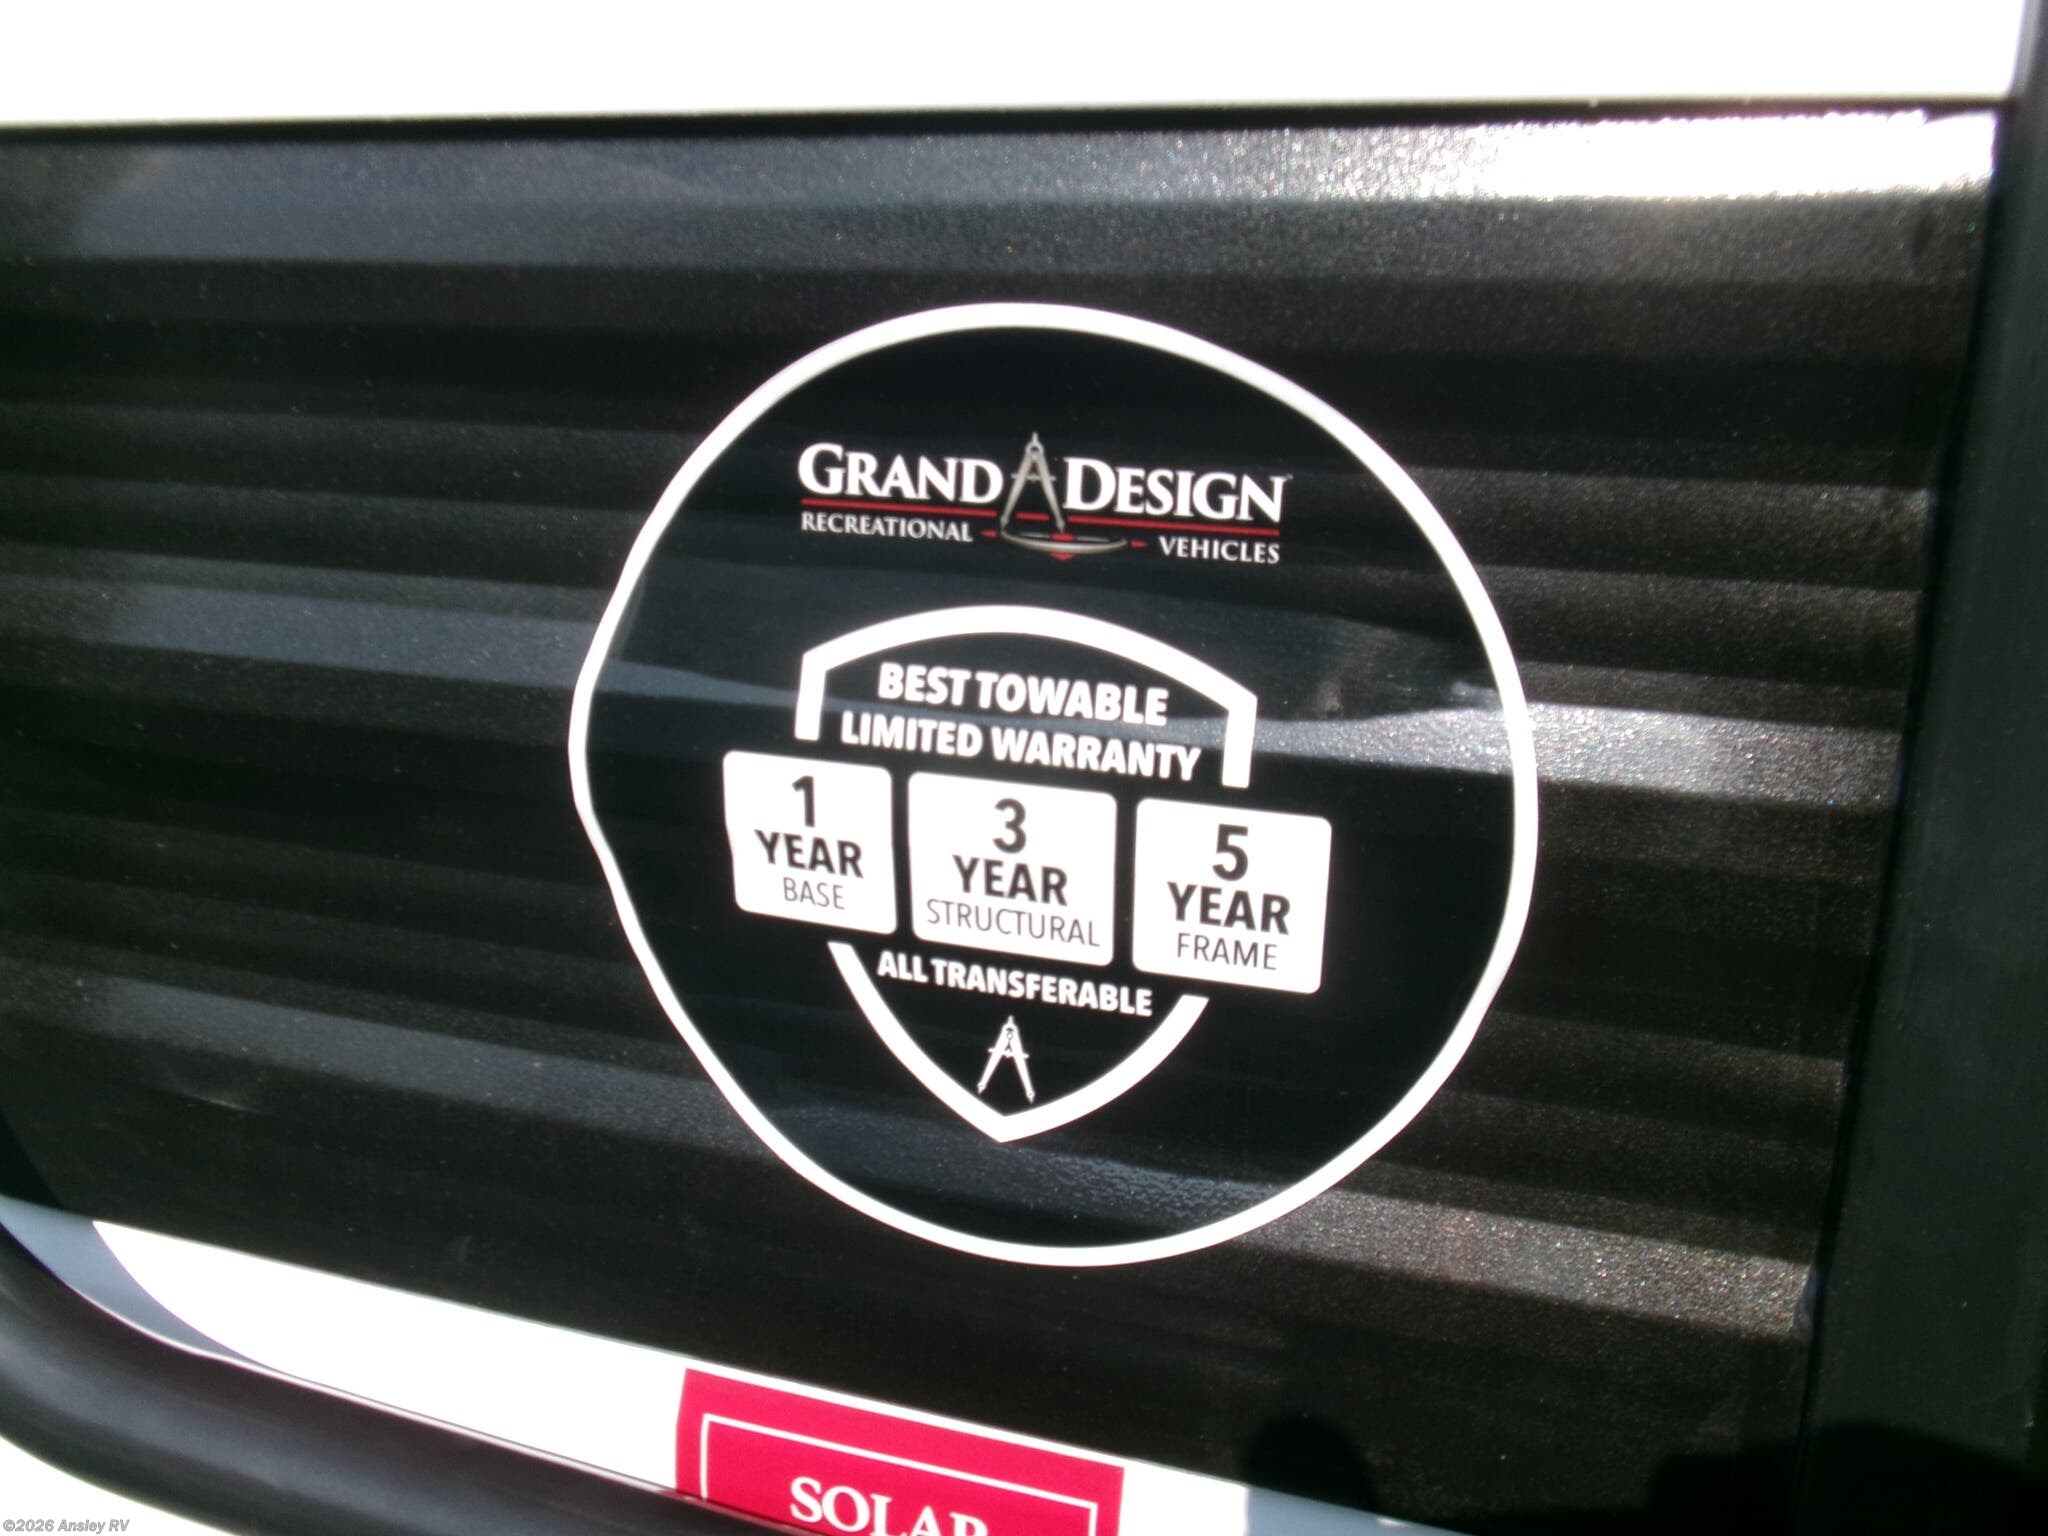 GRAND DESIGN™
RECREATIONAL VEHICLES
BEST TOWABLE
LIMITED WARRANTY
1
YEAR
BASE
3
YEAR
STRUCTURAL
5
YEAR
FRAME
ALL TRANSFERABLE
SOLAR
©2026 Ansley RV